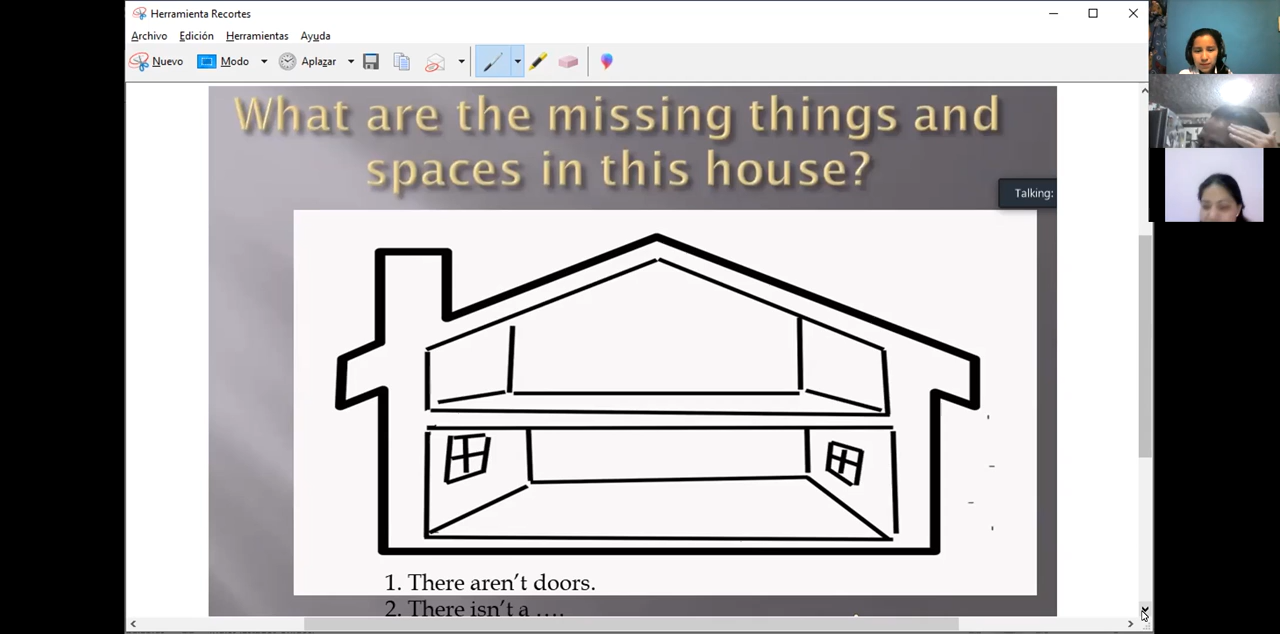 Herramienta Recortes
Archivo Edición Herramientas Ayuda
Nuevo Modo Aplazar
What are the missing things and
spaces in this house?
Talking:
1. There aren't doors.
2. There isn't a ....